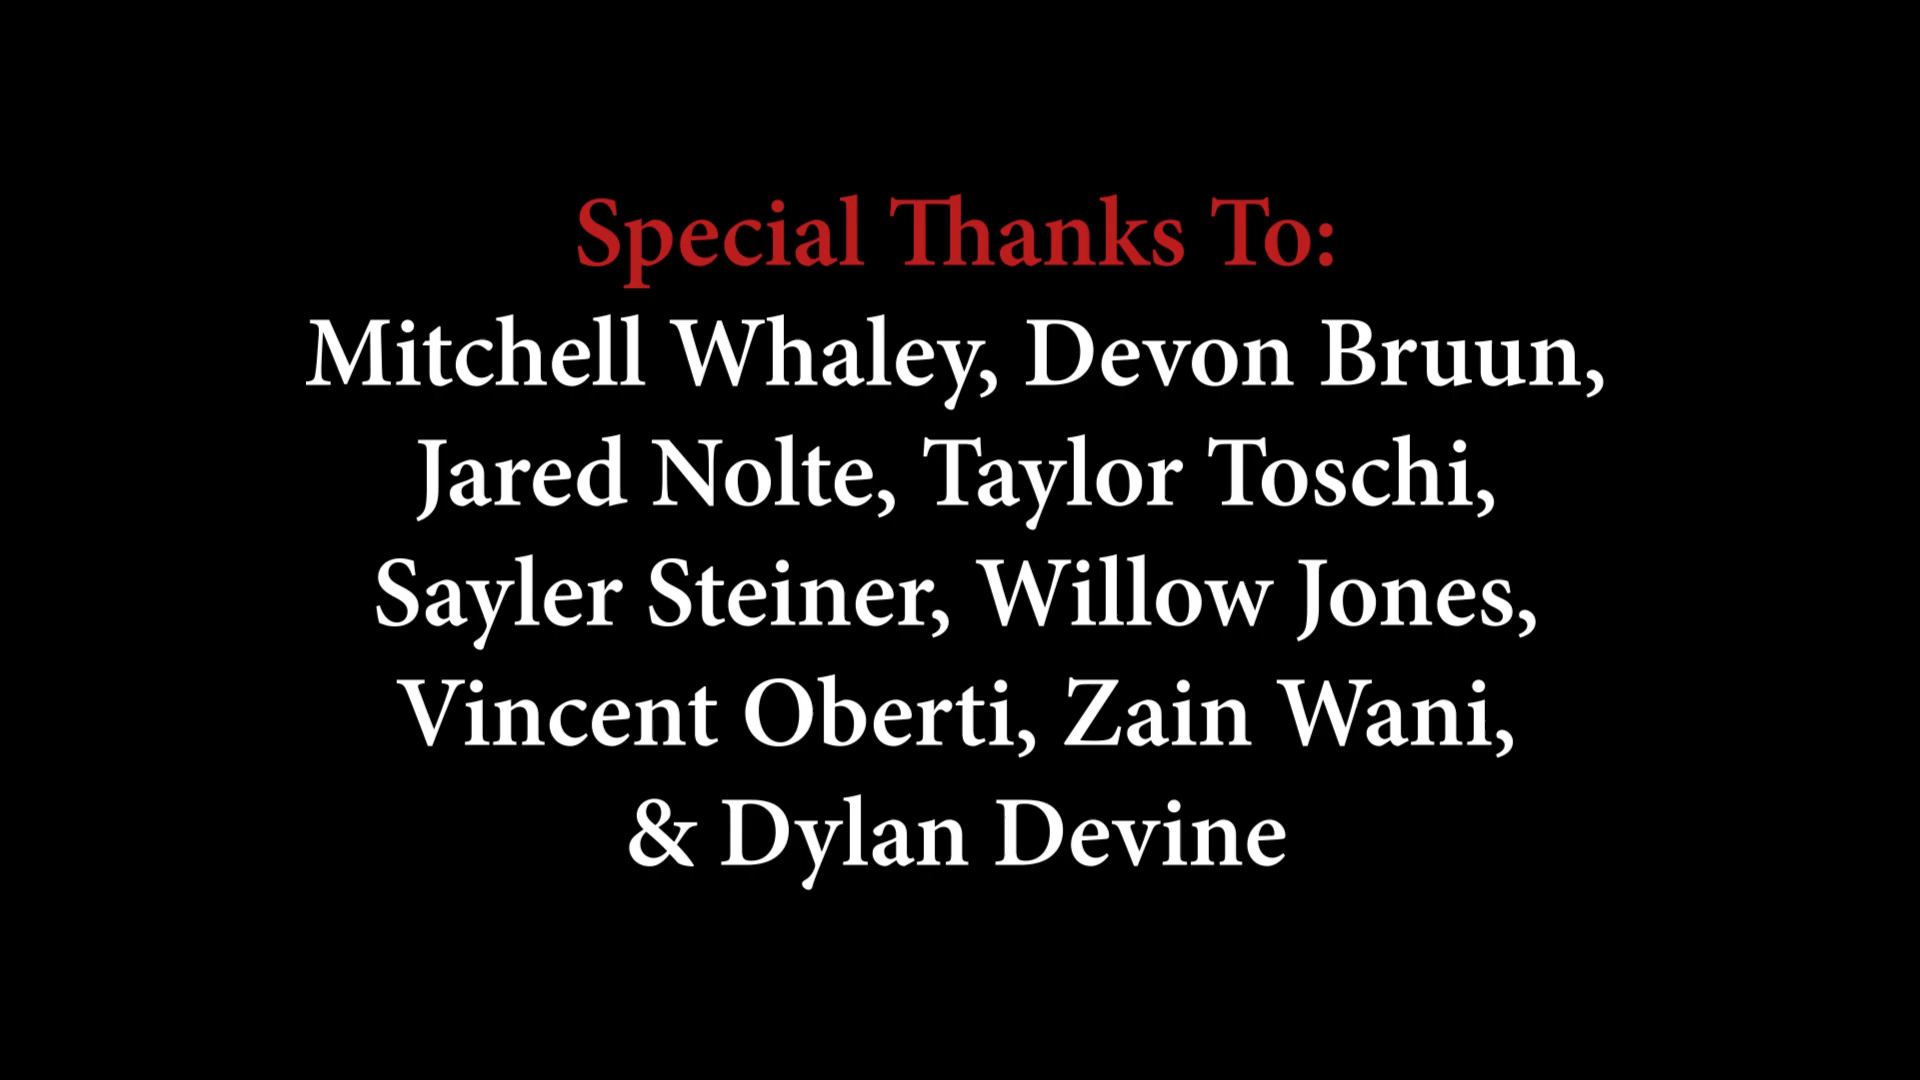 Special Thanks To:
Mitchell Whaley, Devon Bruun,
Jared Nolte, Taylor Toschi,
Sayler Steiner, Willow Jones,
Vincent Oberti, Zain Wani,
& Dylan Devine